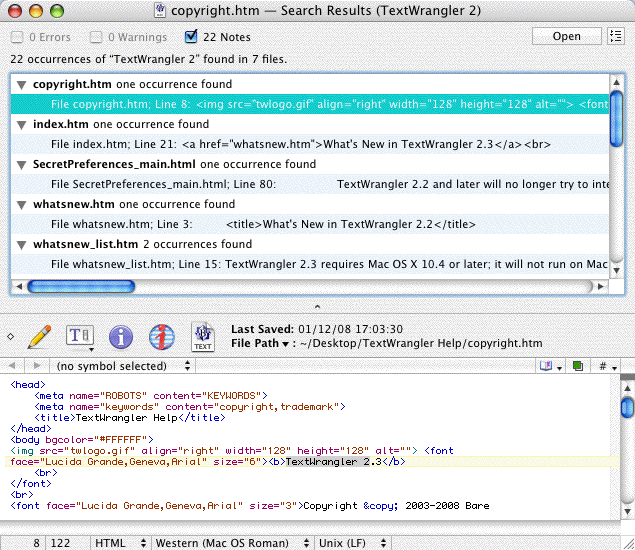 copyright.htm — Search Results (TextWrangler 2)
0 Errors 0 Warnings 22 Notes Open
22 occurrences of “TextWrangler 2” found in 7 files.
copyright.htm one occurrence found
File copyright.htm; Line 8: <img src="twlogo.gif" align="right" width="128" height="128" alt=""> <font
index.htm one occurrence found
File index.htm; Line 21: <a href="whatsnew.htm">What's New in TextWrangler 2.3</a><br>
SecretPreferences_main.html one occurrence found
File SecretPreferences_main.html; Line 80: TextWrangler 2.2 and later will no longer try to inte
whatsnew.htm one occurrence found
File whatsnew.htm; Line 3: <title>What's New in TextWrangler 2.2</title>
whatsnew_list.htm 2 occurrences found
File whatsnew_list.htm; Line 15: TextWrangler 2.3 requires Mac OS X 10.4 or later; it will not run on Mac
T TEXT
Last Saved: 01/12/08 17:03:30
File Path ▾ : ~/Desktop/TextWrangler Help/copyright.htm
(no symbol selected) #
<head>
<meta name="ROBOTS" content="KEYWORDS">
<meta name="keywords" content="copyright,trademark">
<title>TextWrangler Help</title>
</head>
<body bgcolor="#FFFFFF">
<img src="twlogo.gif" align="right" width="128" height="128" alt=""> <font
face="Lucida Grande,Geneva,Arial" size="6"><b>TextWrangler 2.3</b>
<br>
</font>
<br>
<font face="Lucida Grande,Geneva,Arial" size="3">Copyright &copy; 2003-2008 Bare
8 122 HTML Western (Mac OS Roman) Unix (LF)